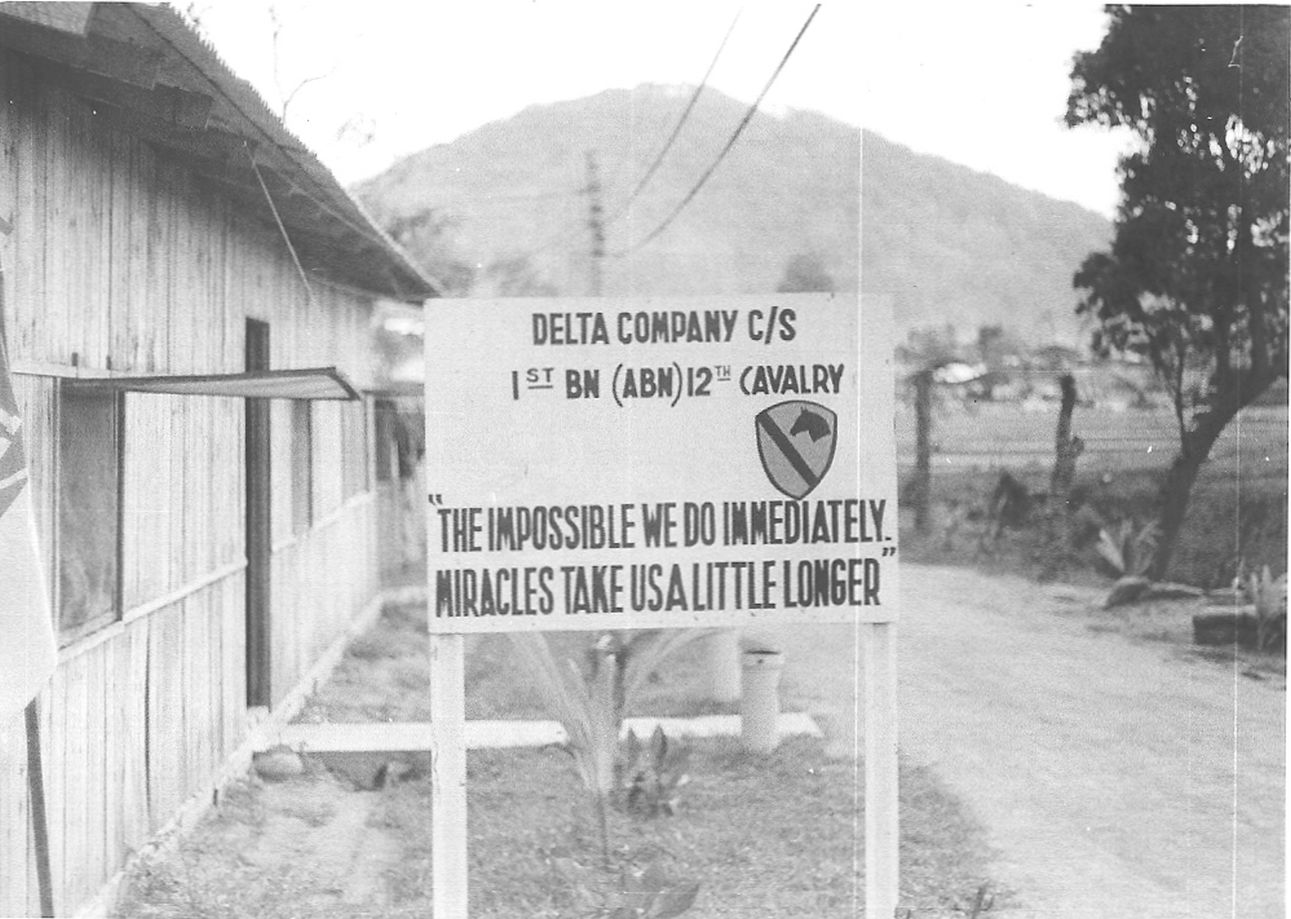 DELTA COMPANY C/S
1ST BN (ABN) 12TH CAVALRY
"THE IMPOSSIBLE WE DO IMMEDIATELY.
MIRACLES TAKE US A LITTLE LONGER"